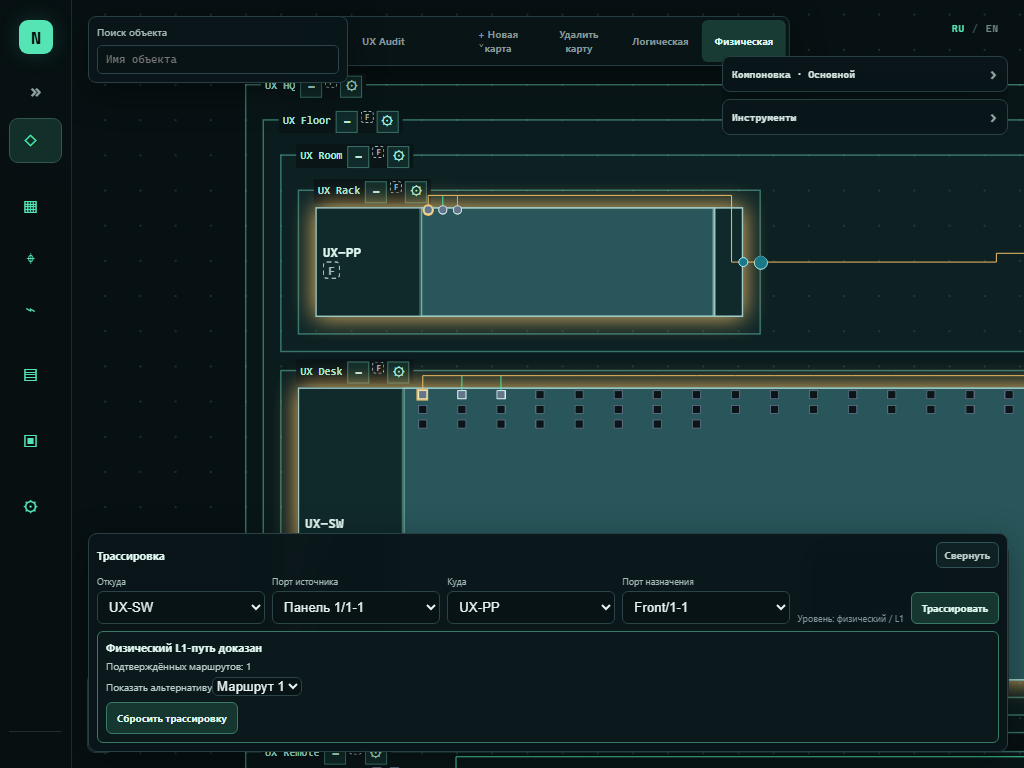 N
»
Поиск объекта
Имя объекта
UX Audit
+ Новая
карта
Удалить
карту
Логическая
Физическая
RU / EN
Компоновка · Основной
Инструменты
UX HQ
UX Floor
F
UX Room
F
UX Rack
F
UX-PP
F
UX Desk
F
UX-SW
Трассировка
Свернуть
Откуда
Порт источника
Куда
Порт назначения
UX-SW
Панель 1/1-1
UX-PP
Front/1-1
Уровень: физический / L1
Трассировать
Физический L1-путь доказан
Подтверждённых маршрутов: 1
Показать альтернативу Маршрут 1
Сбросить трассировку
UX Remote